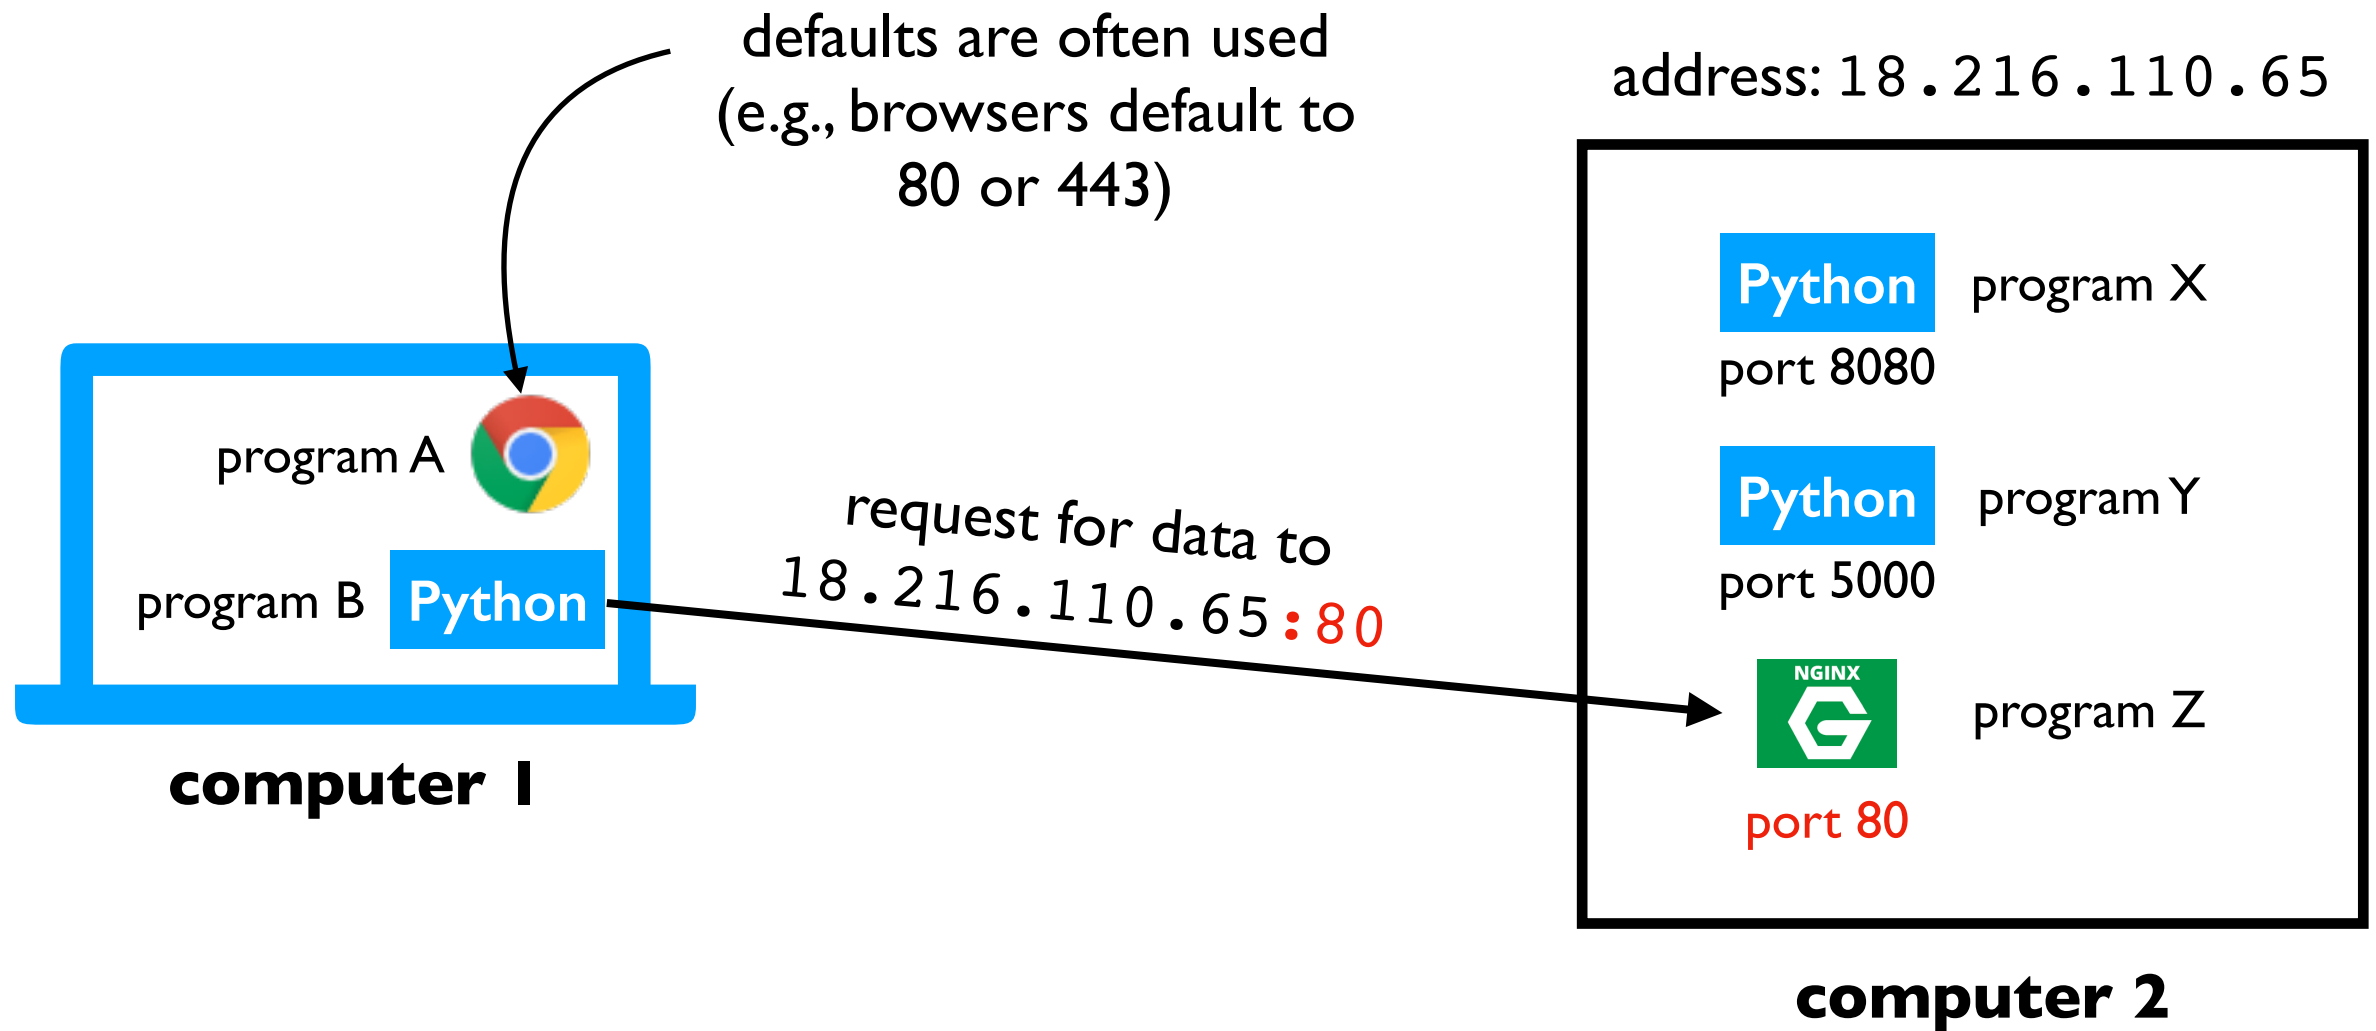 defaults are often used
(e.g., browsers default to
80 or 443)
address: 18.216.110.65
Python program X
port 8080
program A
Python program Y
port 5000
request for data to
18.216.110.65:80
program B Python
NGINX
program Z
port 80
computer 1
computer 2